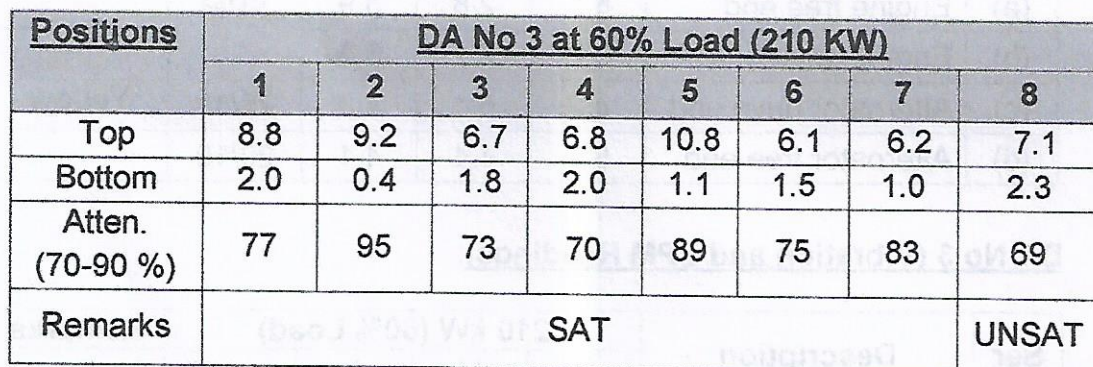 Positions DA No 3 at 60% Load (210 KW)
1 2 3 4 5 6 7 8
Top 8.8 9.2 6.7 6.8 10.8 6.1 6.2 7.1
Bottom 2.0 0.4 1.8 2.0 1.1 1.5 1.0 2.3
Atten.
(70-90 %) 77 95 73 70 89 75 83 69
Remarks SAT UNSAT